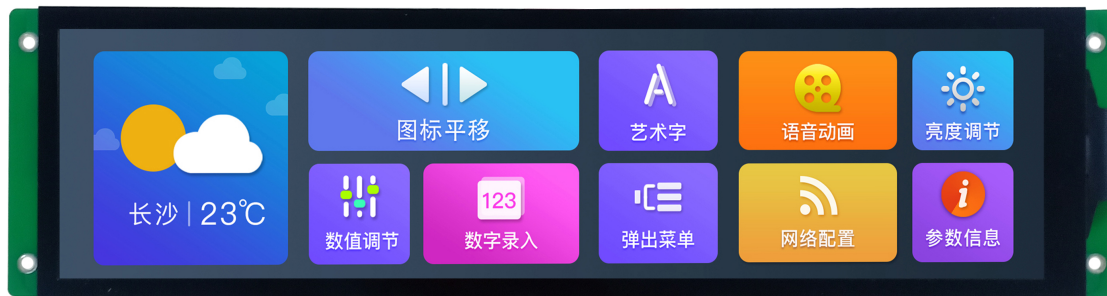 长沙 | 23℃
图标平移
艺术字
语音动画
亮度调节
数值调节
123
数字录入
弹出菜单
网络配置
i
参数信息